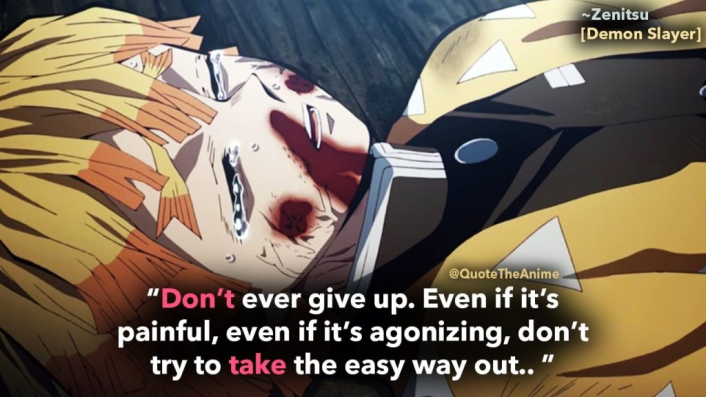 ~Zenitsu
[Demon Slayer]
@QuoteTheAnime
"Don't ever give up. Even if it's
painful, even if it's agonizing, don't
try to take the easy way out.. "